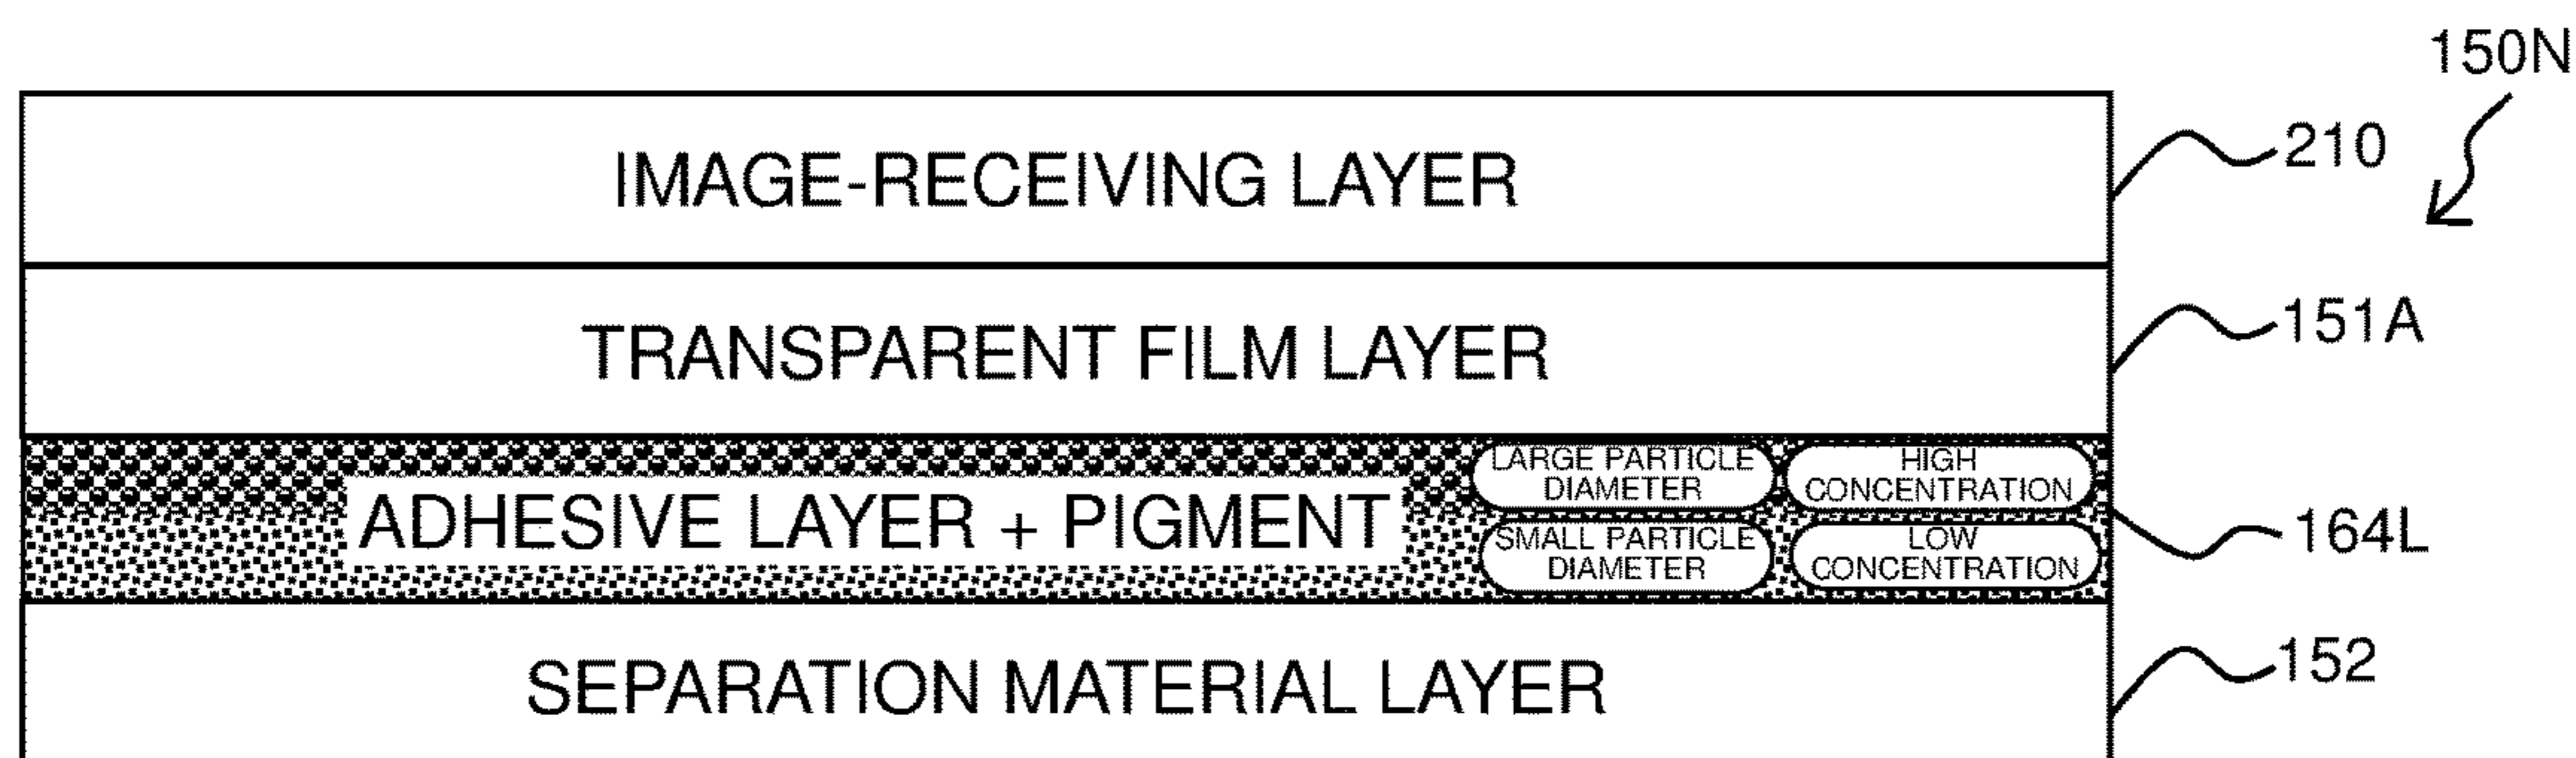 150N
IMAGE-RECEIVING LAYER
210
TRANSPARENT FILM LAYER
151A
ADHESIVE LAYER + PIGMENT
LARGE PARTICLE
DIAMETER
HIGH
CONCENTRATION
SMALL PARTICLE
DIAMETER
LOW
CONCENTRATION
164L
SEPARATION MATERIAL LAYER
152